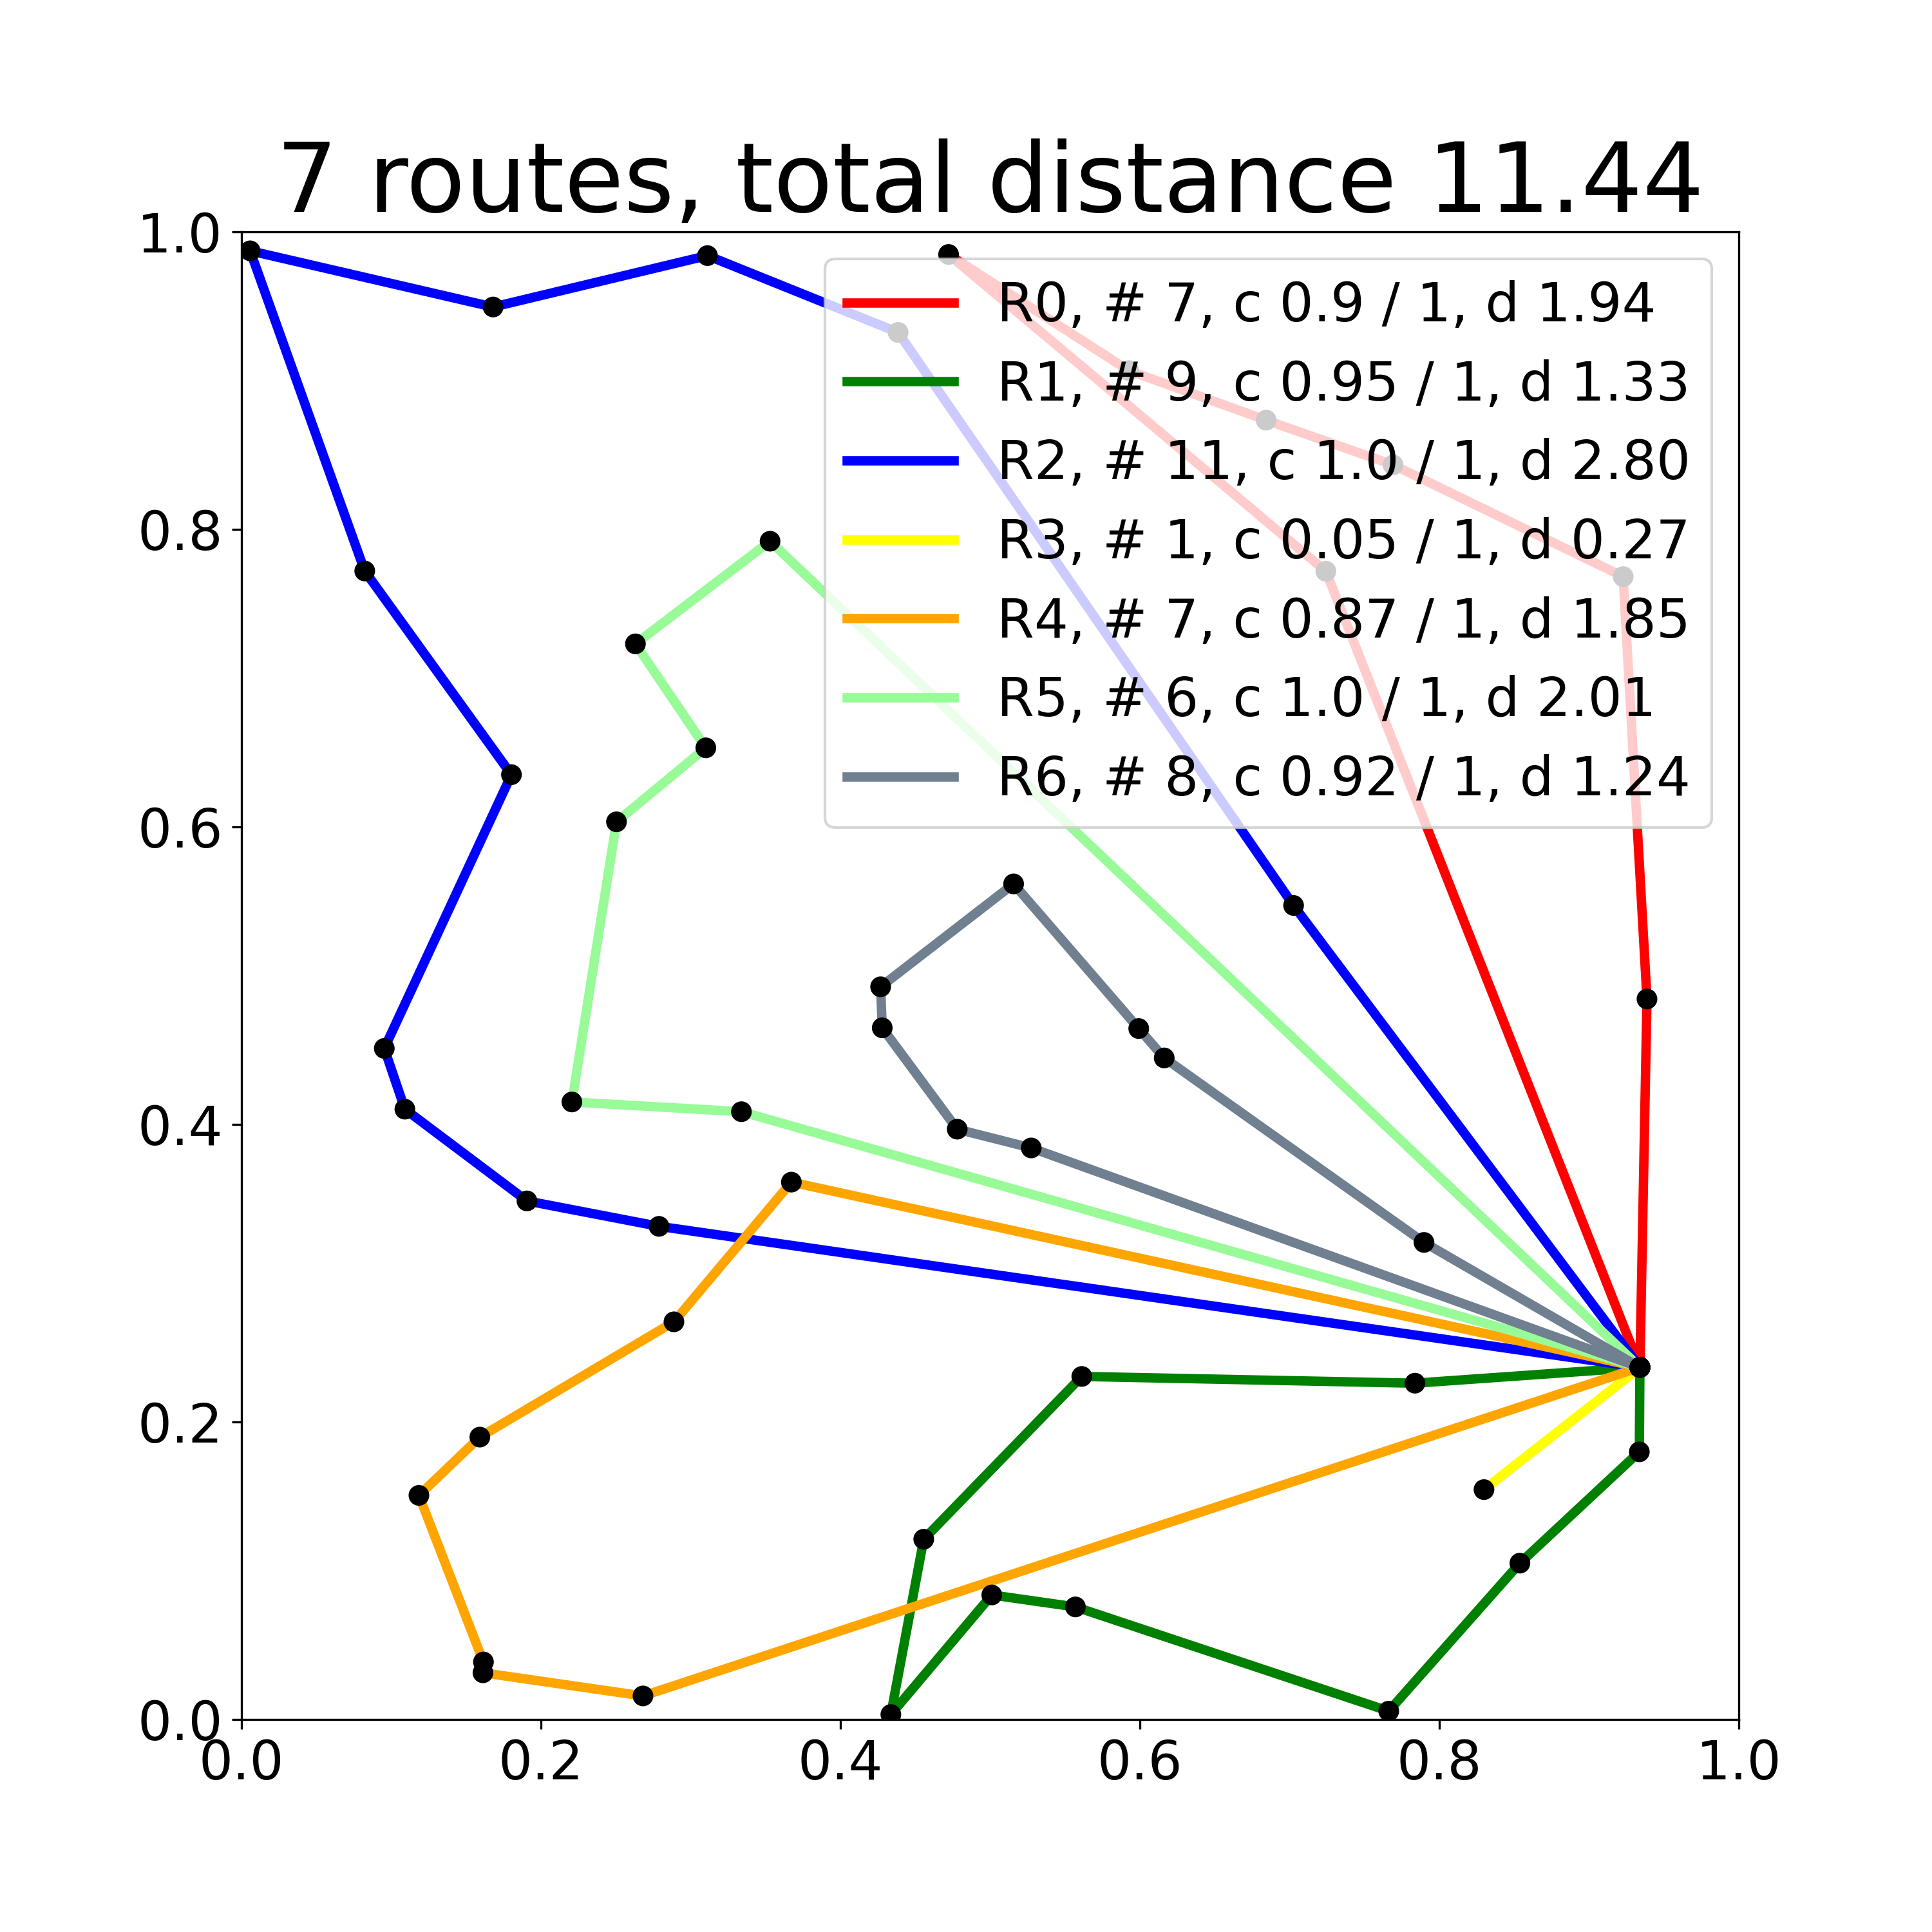 7 routes, total distance 11.44
R0, # 7, c 0.9 / 1, d 1.94
R1, # 9, c 0.95 / 1, d 1.33
R2, # 11, c 1.0 / 1, d 2.80
R3, # 1, c 0.05 / 1, d 0.27
R4, # 7, c 0.87 / 1, d 1.85
R5, # 6, c 1.0 / 1, d 2.01
R6, # 8, c 0.92 / 1, d 1.24
1.0
0.8
0.6
0.4
0.2
0.0
0.0 0.2 0.4 0.6 0.8 1.0